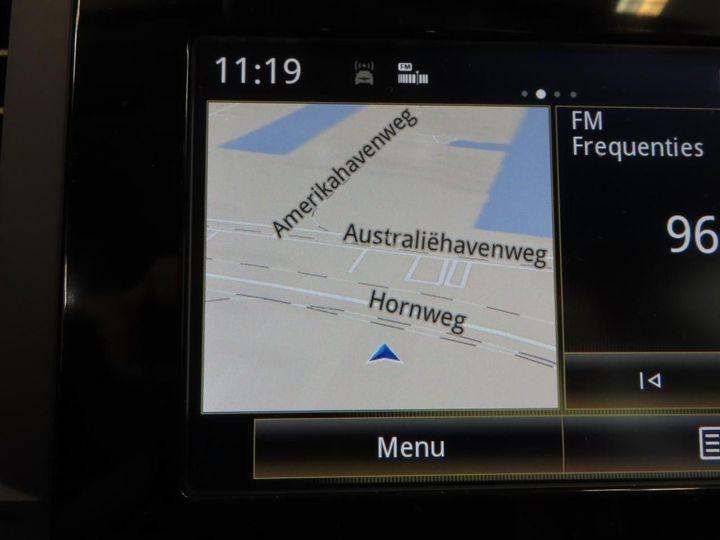 11:19
FM
Amerikahavenweg
Australiëhavenweg
Hornweg
FM
Frequenties
96
Menu